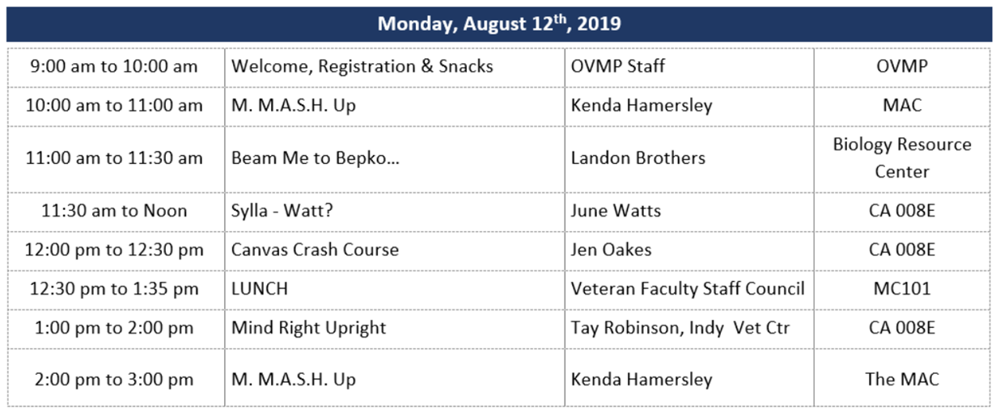 Monday, August 12th, 2019
9:00 am to 10:00 am Welcome, Registration & Snacks OVMP Staff OVMP
10:00 am to 11:00 am M. M.A.S.H. Up Kenda Hamersley MAC
11:00 am to 11:30 am Beam Me to Bepko... Landon Brothers Biology Resource
Center
11:30 am to Noon Sylla - Watt? June Watts CA 008E
12:00 pm to 12:30 pm Canvas Crash Course Jen Oakes CA 008E
12:30 pm to 1:35 pm LUNCH Veteran Faculty Staff Council MC101
1:00 pm to 2:00 pm Mind Right Upright Tay Robinson, Indy Vet Ctr CA 008E
2:00 pm to 3:00 pm M. M.A.S.H. Up Kenda Hamersley The MAC